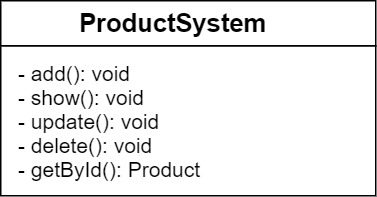 ProductSystem
- add(): void
- show(): void
- update(): void
- delete(): void
- getById(): Product